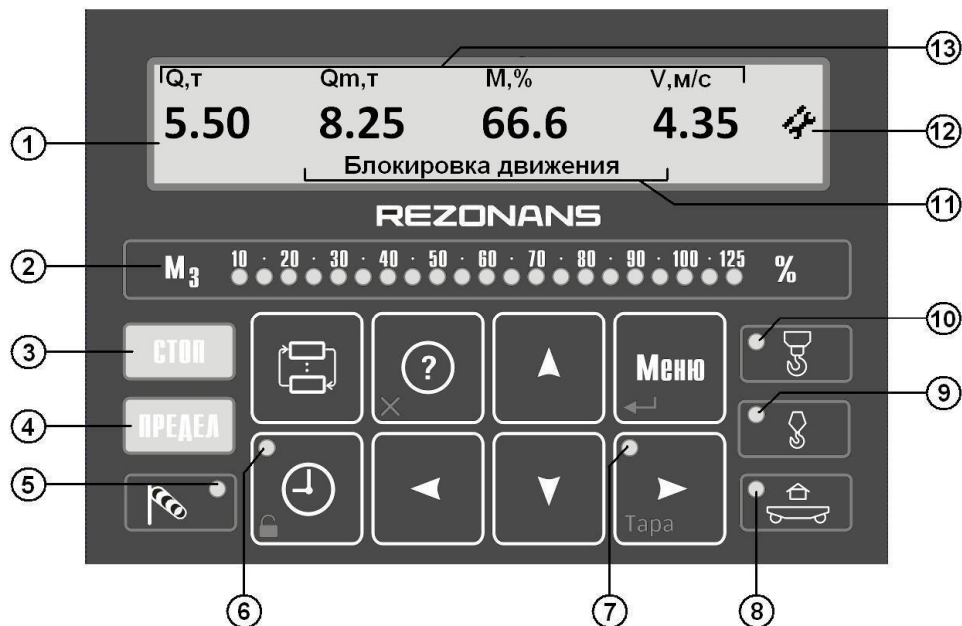 13
Q,т Qm,т M,% V,м/с
5.50 8.25 66.6 4.35
1
12
Блокировка движения
11
REZONANS
2
M3 10 · 20 · 30 · 40 · 50 · 60 · 70 · 80 · 90 · 100 · 125 %
3
СТОП
?
Меню
10
4
ПРЕДЕЛ
9
5
Тара
6
7
8